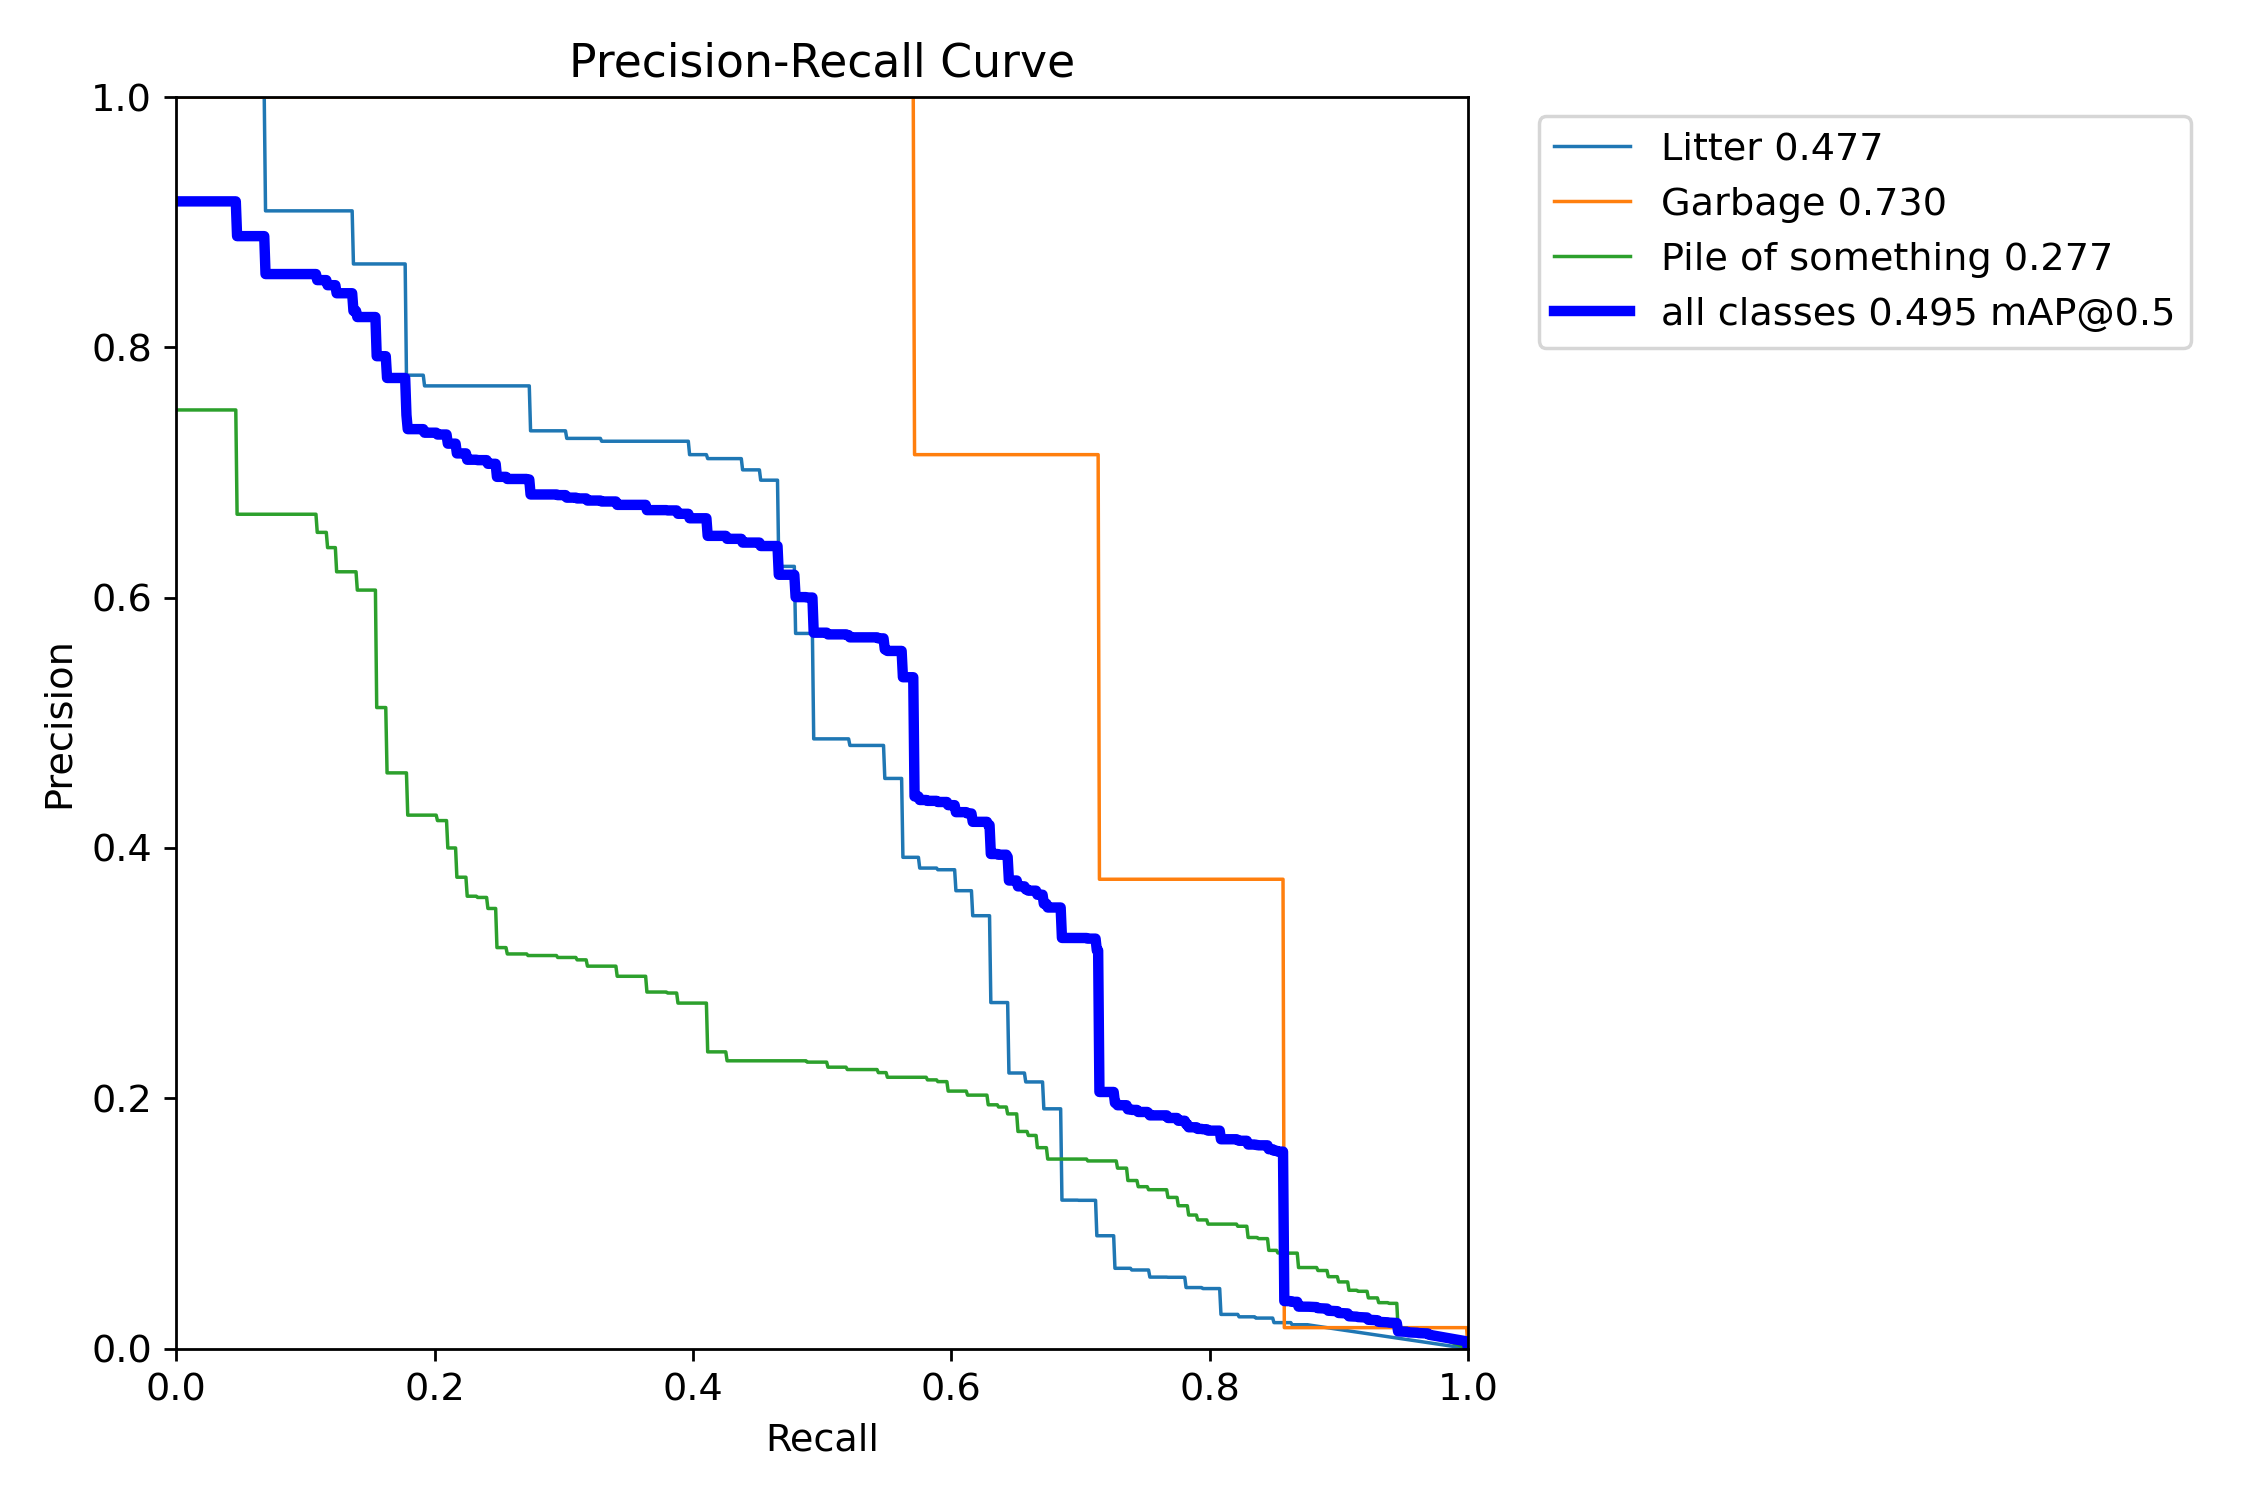 Precision-Recall Curve
1.0
0.8
0.6
0.4
0.2
0.0
Precision
0.0 0.2 0.4 0.6 0.8 1.0
Recall
Litter 0.477
Garbage 0.730
Pile of something 0.277
all classes 0.495 mAP@0.5